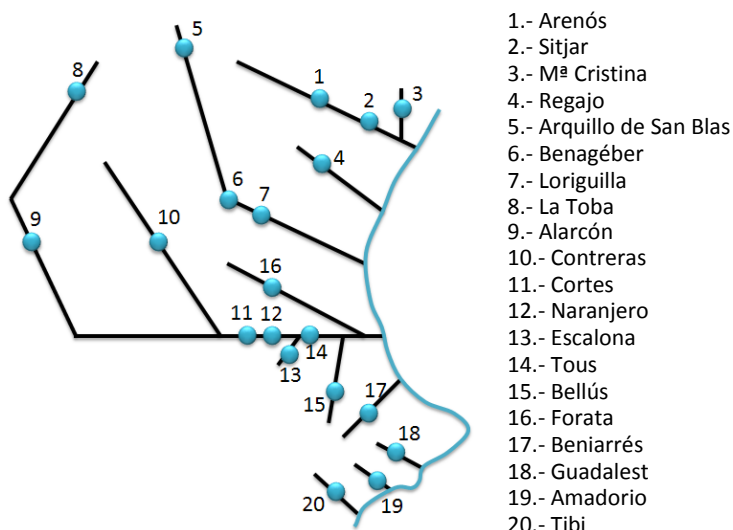 1.- Arenós
2.- Sitjar
3.- Mª Cristina
4.- Regajo
5.- Arquillo de San Blas
6.- Benagéber
7.- Loriguilla
8.- La Toba
9.- Alarcón
10.- Contreras
11.- Cortes
12.- Naranjero
13.- Escalona
14.- Tous
15.- Bellús
16.- Forata
17.- Beniarrés
18.- Guadalest
19.- Amadorio
20.- Tibi
5
8
1
2
3
4
6
7
9
10
16
11 12
14
13
15
17
18
19
20